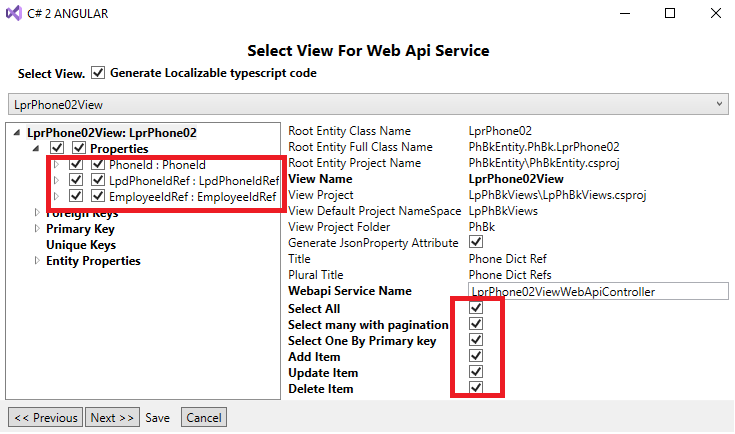 C# 2 ANGULAR
Select View For Web Api Service
Select View. Generate Localizable typescript code
LprPhone02View
LprPhone02View: LprPhone02
Properties
PhoneId : PhoneId
LpdPhoneIdRef : LpdPhoneIdRef
EmployeeIdRef : EmployeeIdRef
Foreign Keys
Primary Key
Unique Keys
Entity Properties
Root Entity Class Name LprPhone02
Root Entity Full Class Name PhBkEntity.PhBk.LprPhone02
Root Entity Project Name PhBkEntity\PhBkEntity.csproj
View Name LprPhone02View
View Project LpPhBkViews\LpPhBkViews.csproj
View Default Project NameSpace LpPhBkViews
View Project Folder PhBk
Generate JsonProperty Attribute
Title Phone Dict Ref
Plural Title Phone Dict Refs
Webapi Service Name LprPhone02ViewWebApiController
Select All
Select many with pagination
Select One By Primary key
Add Item
Update Item
Delete Item
<< Previous Next >> Save Cancel